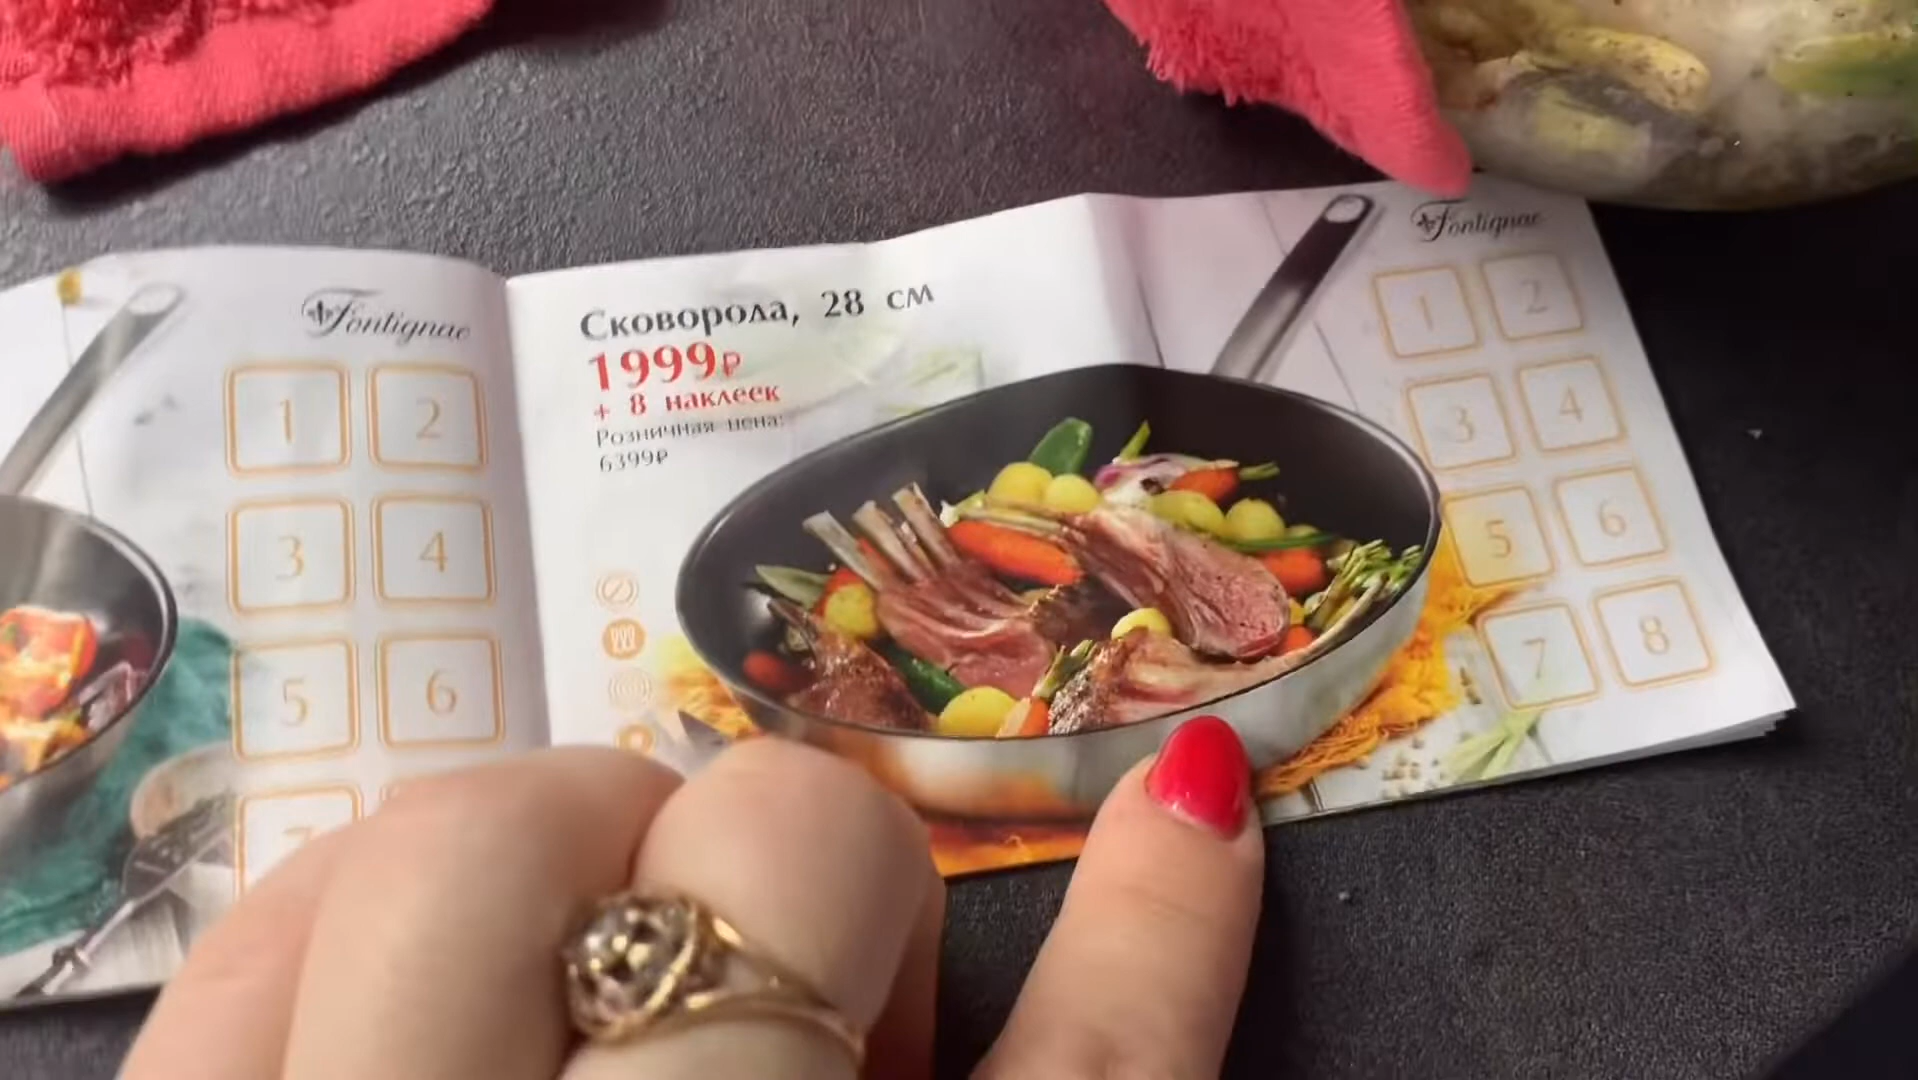 Fontignac
1 2
3 4
5 6
7
Сковорода, 28 см
1999₽
+ 8 наклеек
Розничная цена:
6399₽
Fontignac
1 2
3 4
5 6
7 8